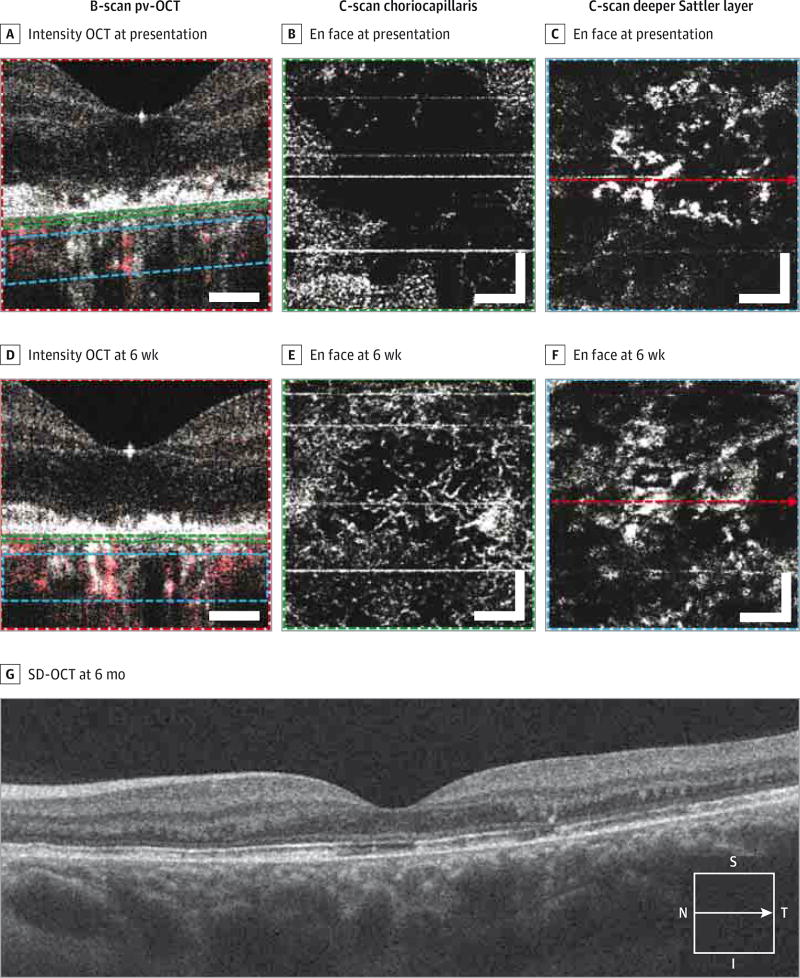 B-scan pv-OCT
C-scan choriocapillaris
C-scan deeper Sattler layer
A Intensity OCT at presentation
B En face at presentation
C En face at presentation
D Intensity OCT at 6 wk
E En face at 6 wk
F En face at 6 wk
G SD-OCT at 6 mo
S
N T
I